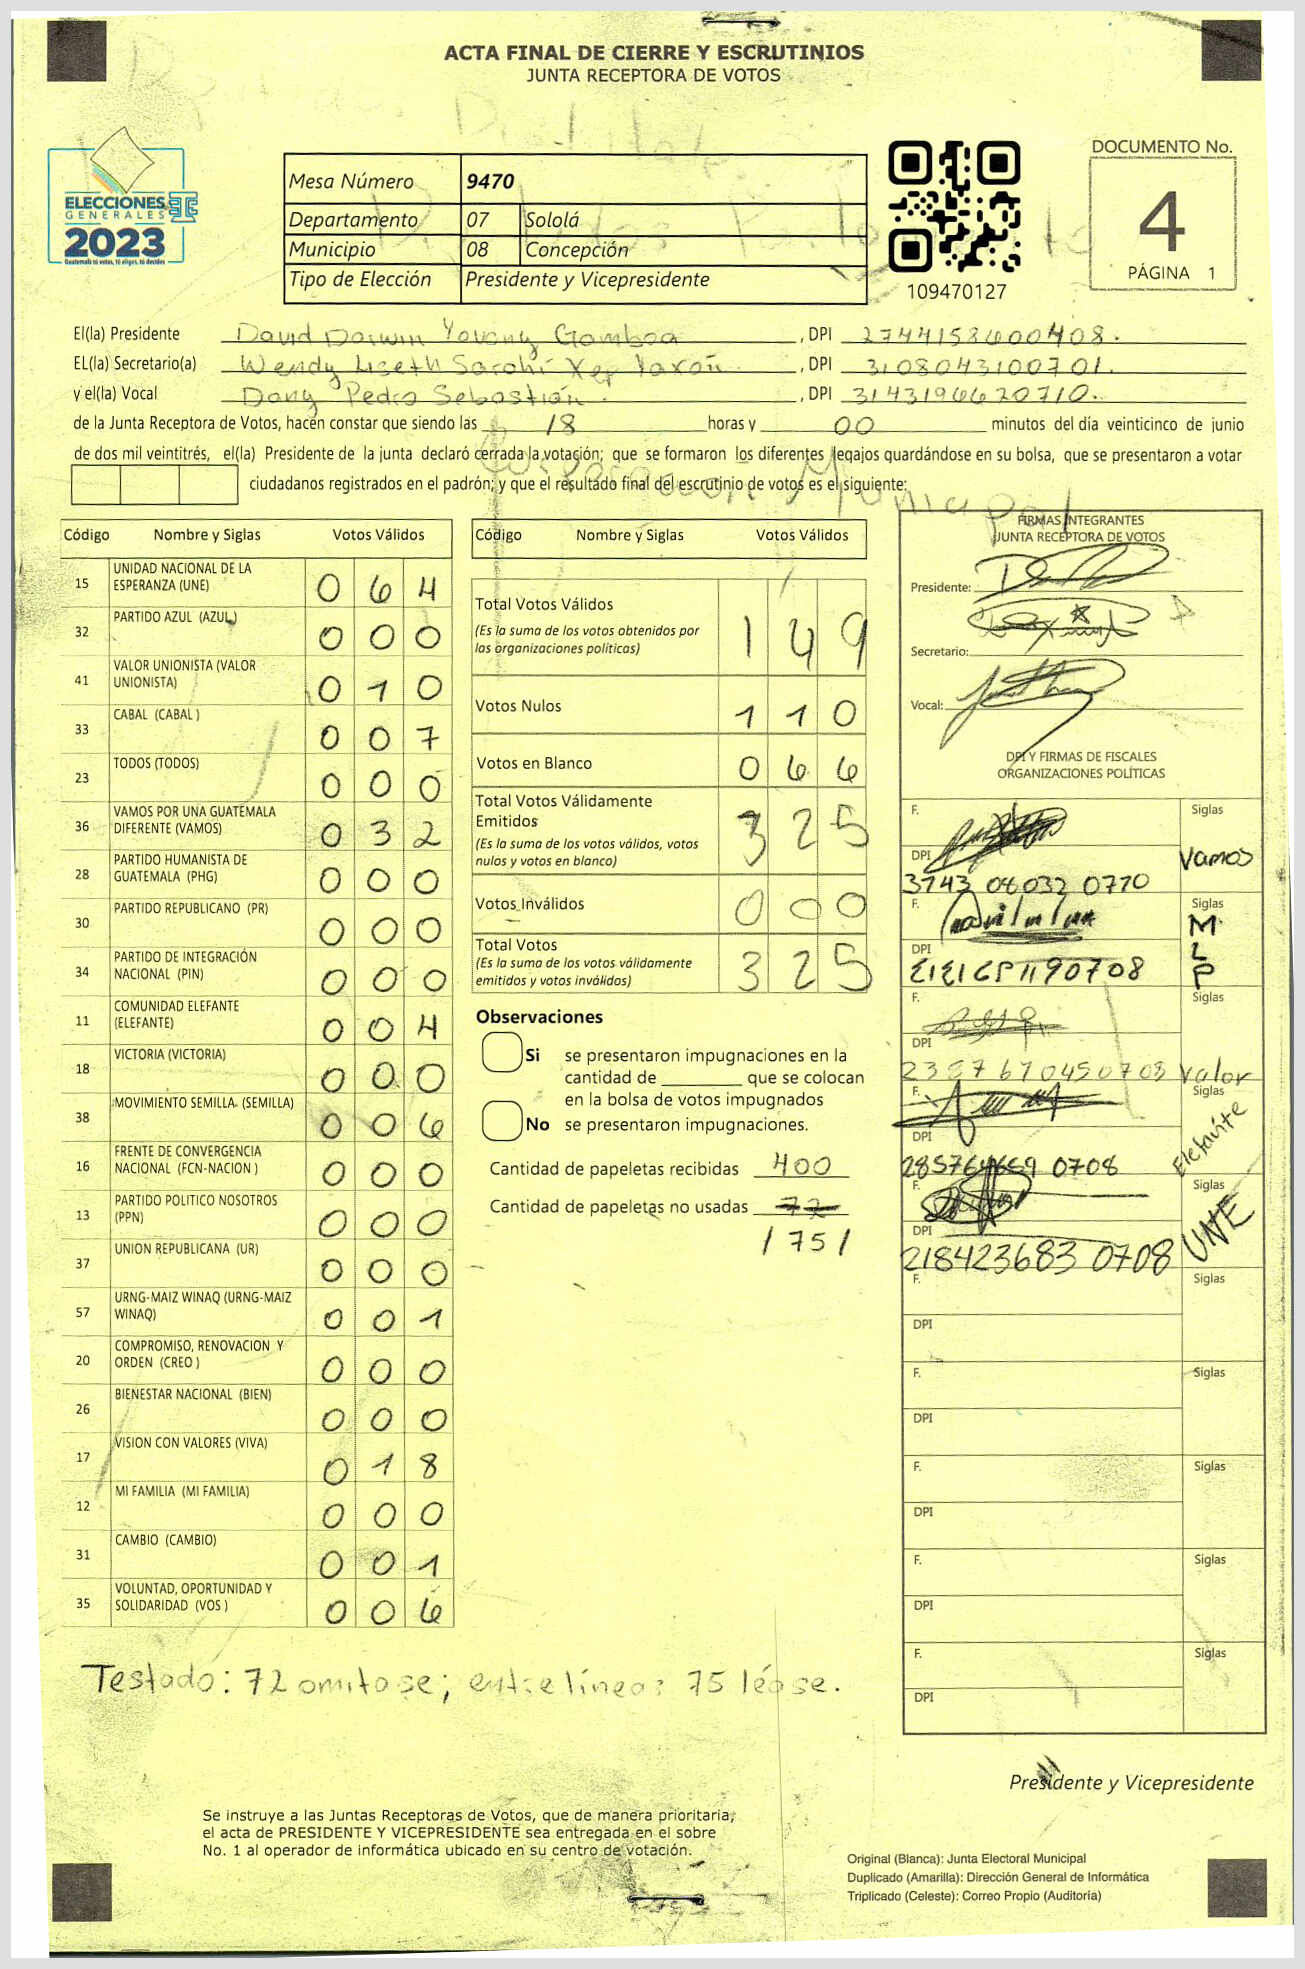 ACTA FINAL DE CIERRE Y ESCRUTINIOS
JUNTA RECEPTORA DE VOTOS
ELECCIONES
GENERALES
2023
Guatemala tú votas, tú eliges, tú decides
Mesa Número 9470
Departamento 07 Sololá
Municipio 08 Concepción
Tipo de Elección Presidente y Vicepresidente
109470127
DOCUMENTO No.
4
PÁGINA 1
El(la) Presidente David Darwin Yovany Gamboa, DPI 2744158600408.
EL(la) Secretario(a) Wendy Liseth Sarahí Xep Yaxón, DPI 3108043100701.
y el(la) Vocal Dany Pedro Sebastián., DPI 3143196620710.
de la Junta Receptora de Votos, hacen constar que siendo las 18 horas y 00 minutos del día veinticinco de junio
de dos mil veintitrés, el(la) Presidente de la junta declaró cerrada la votación; que se formaron los diferentes legajos guardándose en su bolsa, que se presentaron a votar
ciudadanos registrados en el padrón; y que el resultado final del escrutinio de votos es el siguiente:
Código Nombre y Siglas Votos Válidos
15 UNIDAD NACIONAL DE LA ESPERANZA (UNE) 0 6 4
32 PARTIDO AZUL (AZUL) 0 0 0
41 VALOR UNIONISTA (VALOR UNIONISTA) 0 1 0
33 CABAL (CABAL ) 0 0 7
23 TODOS (TODOS) 0 0 0
36 VAMOS POR UNA GUATEMALA DIFERENTE (VAMOS) 0 3 2
28 PARTIDO HUMANISTA DE GUATEMALA (PHG) 0 0 0
30 PARTIDO REPUBLICANO (PR) 0 0 0
34 PARTIDO DE INTEGRACIÓN NACIONAL (PIN) 0 0 0
11 COMUNIDAD ELEFANTE (ELEFANTE) 0 0 4
18 VICTORIA (VICTORIA) 0 0 0
38 MOVIMIENTO SEMILLA (SEMILLA) 0 0 6
16 FRENTE DE CONVERGENCIA NACIONAL (FCN-NACION ) 0 0 0
13 PARTIDO POLITICO NOSOTROS (PPN) 0 0 0
37 UNION REPUBLICANA (UR) 0 0 0
57 URNG-MAIZ WINAQ (URNG-MAIZ WINAQ) 0 0 1
20 COMPROMISO, RENOVACION Y ORDEN (CREO ) 0 0 0
26 BIENESTAR NACIONAL (BIEN) 0 0 0
17 VISION CON VALORES (VIVA) 0 1 8
12 MI FAMILIA (MI FAMILIA) 0 0 0
31 CAMBIO (CAMBIO) 0 0 1
35 VOLUNTAD, OPORTUNIDAD Y SOLIDARIDAD (VOS ) 0 0 6
Código Nombre y Siglas Votos Válidos
Total Votos Válidos 1 4 9
(Es la suma de los votos obtenidos por
las organizaciones políticas)
Votos Nulos 1 1 0
Votos en Blanco 0 6 6
Total Votos Válidamente
Emitidos 3 2 5
(Es la suma de los votos válidos, votos
nulos y votos en blanco)
Votos Inválidos 0 0 0
Total Votos 3 2 5
(Es la suma de los votos válidamente
emitidos y votos inválidos)
Observaciones
Si se presentaron impugnaciones en la
cantidad de ________ que se colocan
en la bolsa de votos impugnados
No se presentaron impugnaciones.
Cantidad de papeletas recibidas 400
Cantidad de papeletas no usadas 72
/ 75 /
FIRMAS INTEGRANTES
JUNTA RECEPTORA DE VOTOS
Presidente:
Secretario:
Vocal:
DPI Y FIRMAS DE FISCALES
ORGANIZACIONES POLÍTICAS
F. Siglas
DPI Vamos
3743 08032 0770
F. Siglas
DPI M L P
F. Siglas
DPI
Valor
F. Siglas
DPI Elefante
F. Siglas
DPI UNE
218423683 0708
F. Siglas
DPI
F. Siglas
DPI
F. Siglas
DPI
F. Siglas
DPI
F. Siglas
DPI
Testado: 72 omitase; entrelínea: 75 léase.
Presidente y Vicepresidente
Se instruye a las Juntas Receptoras de Votos, que de manera prioritaria,
el acta de PRESIDENTE Y VICEPRESIDENTE sea entregada en el sobre
No. 1 al operador de informática ubicado en su centro de votación.
Original (Blanca): Junta Electoral Municipal
Duplicado (Amarilla): Dirección General de Informática
Triplicado (Celeste): Correo Propio (Auditoría)